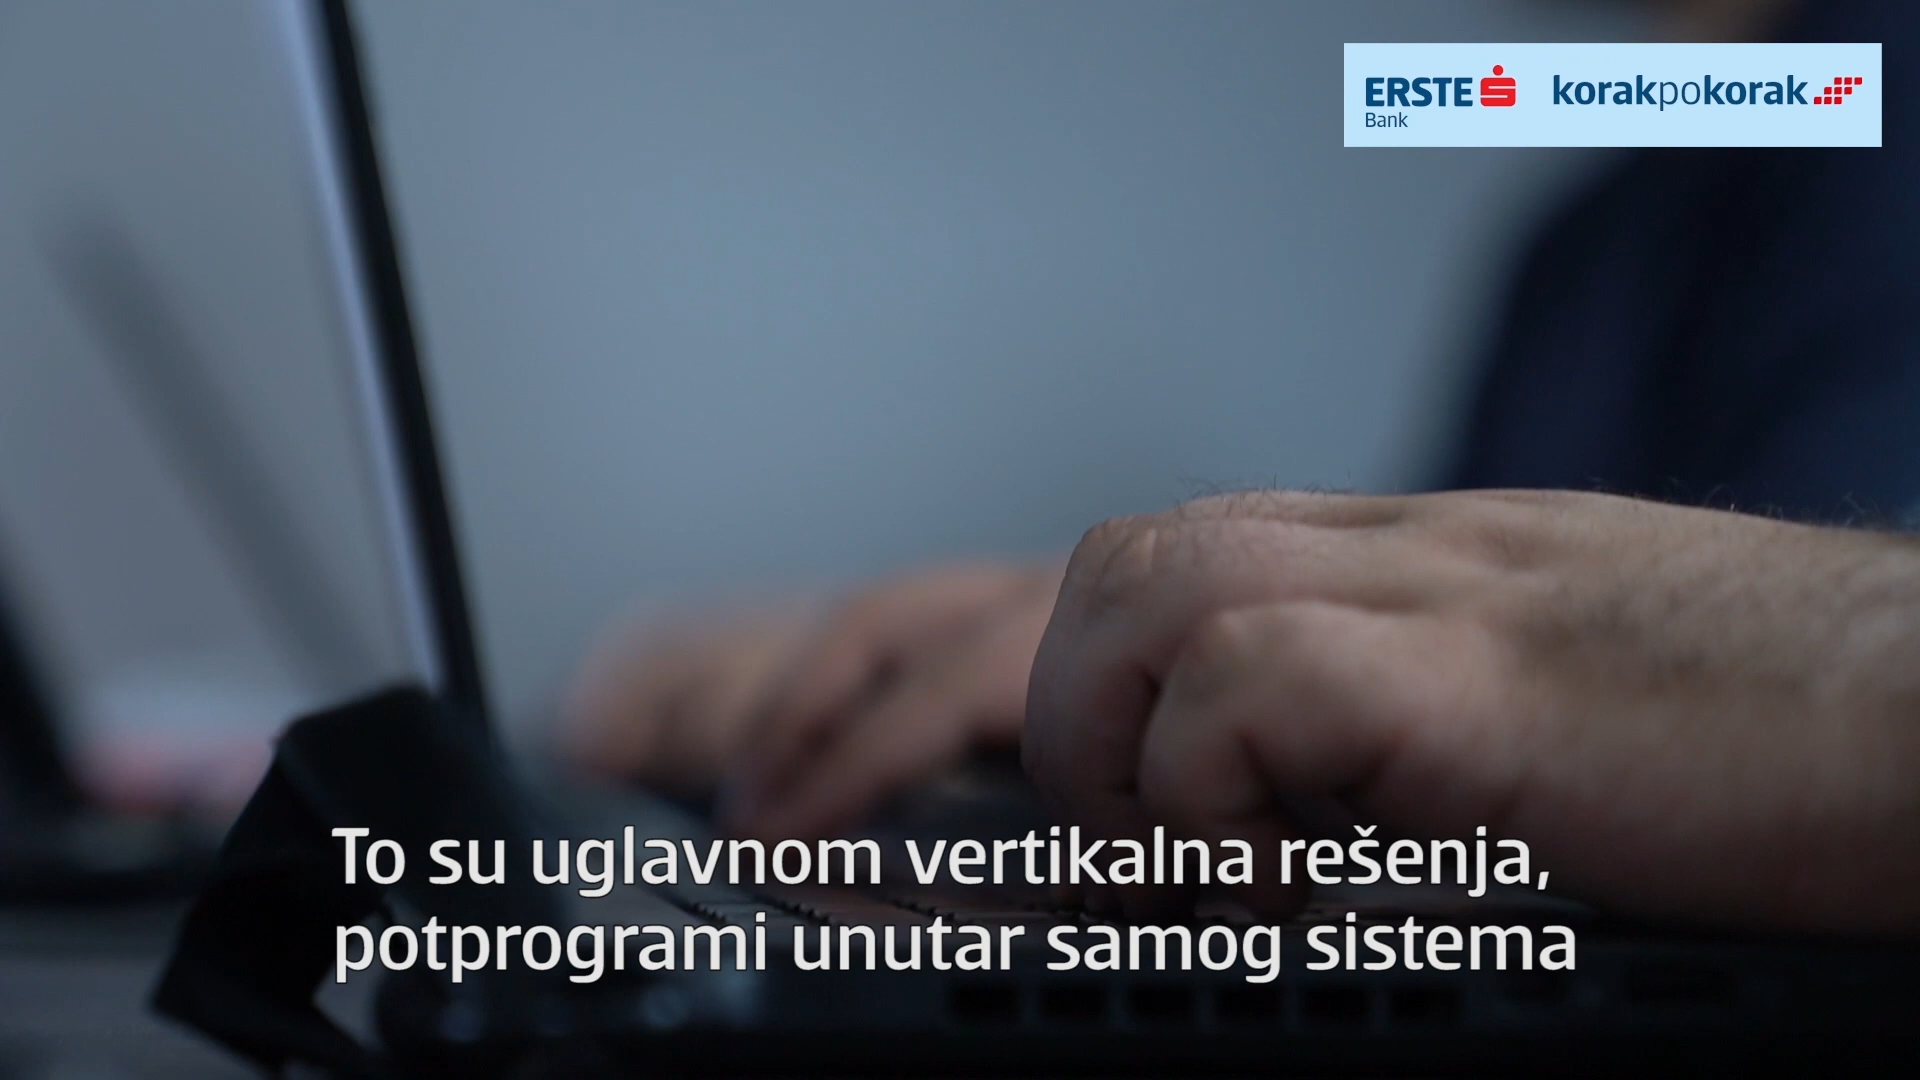 ERSTE
Bank
korakpokorak
To su uglavnom vertikalna rešenja,
potprogrami unutar samog sistema